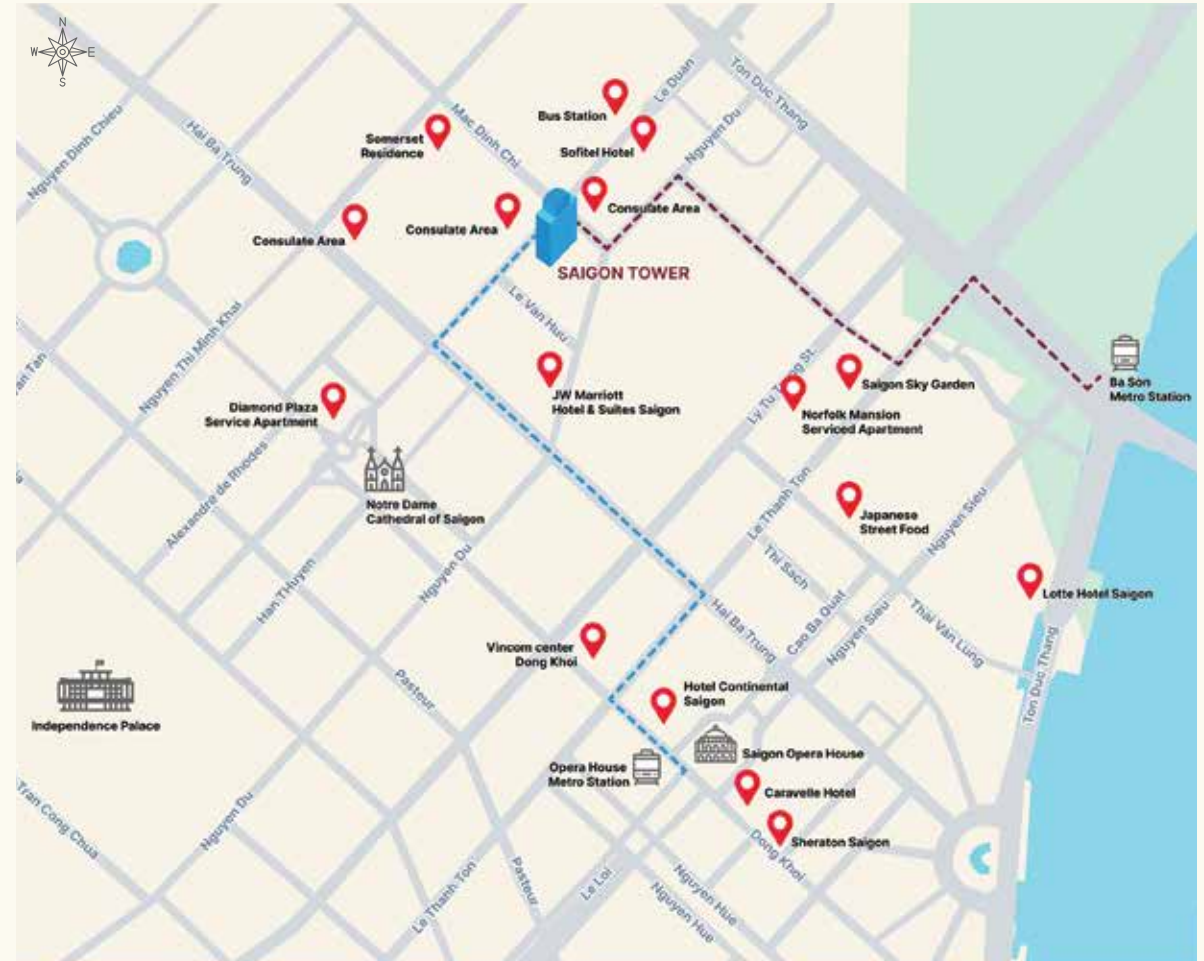 N
W
E
S
Ton Duc Thang
Le Duan
Bus Station
Nguyen Dinh Chieu
Hai Ba Trung
Mac Dinh Chi
Somerset
Residence
Sofitel Hotel
Nguyen Du
Consulate Area
Consulate Area
Consulate Area
SAIGON TOWER
Le Van Huu
Nguyen Thi Minh Khai
Ba Son
Metro Station
Saigon Sky Garden
JW Marriott
Hotel & Suites Saigon
Norfolk Mansion
Serviced Apartment
Diamond Plaza
Service Apartment
Alexandre de Rhodes
Notre Dame
Cathedral of Saigon
Le Thanh Ton
Japanese
Street Food
Nguyen Sieu
Thi Sach
Han THuyen
Nguyen Du
Lotte Hotel Saigon
Hai Ba Trung
Cao Ba Quat
Nguyen Sieu
Thai Van Lung
Vincom center
Dong Khoi
Ton Duc Thang
Pasteur
Hotel Continental
Saigon
Independence Palace
Saigon Opera House
Opera House
Metro Station
Caravelle Hotel
Sheraton Saigon
Dong Khoi
Tran Cong Chua
Nguyen Du
Le Thanh Ton
Pasteur
Le Loi
Nguyen Hue
Nguyen Hue